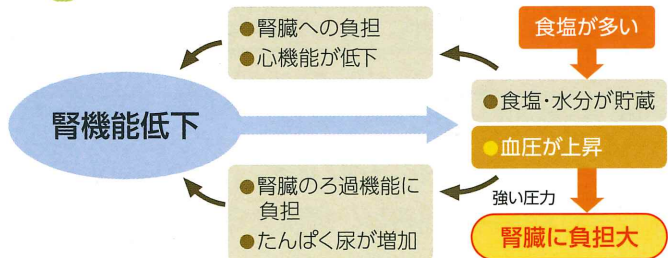 ●腎臓への負担
●心機能が低下
食塩が多い
●食塩・水分が貯蔵
腎機能低下
●血圧が上昇
●腎臓のろ過機能に
負担
●たんぱく尿が増加
強い圧力
腎臓に負担大